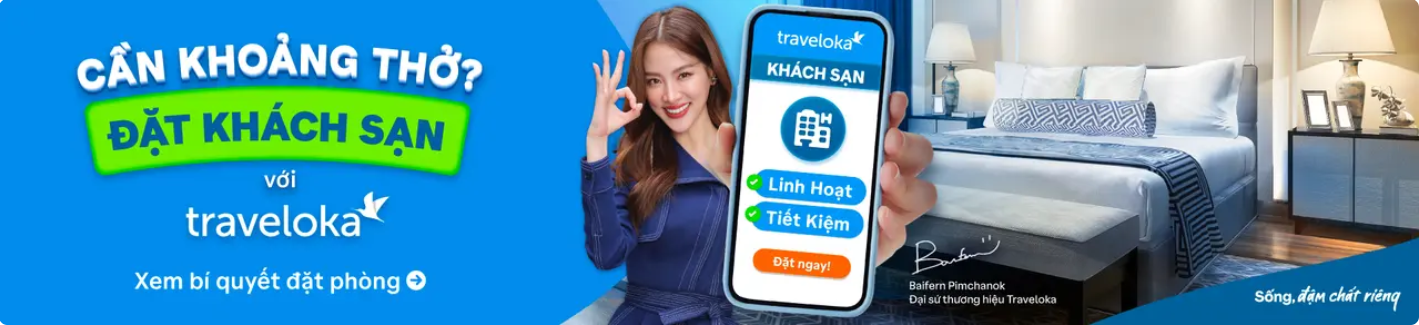 CẦN KHOẢNG THỞ?
ĐẶT KHÁCH SẠN
với
traveloka
Xem bí quyết đặt phòng
traveloka
KHÁCH SẠN
H
Linh Hoạt
Tiết Kiệm
Đặt ngay!
Baifern
Baifern Pimchanok
Đại sứ thương hiệu Traveloka
Sống, đậm chất riêng